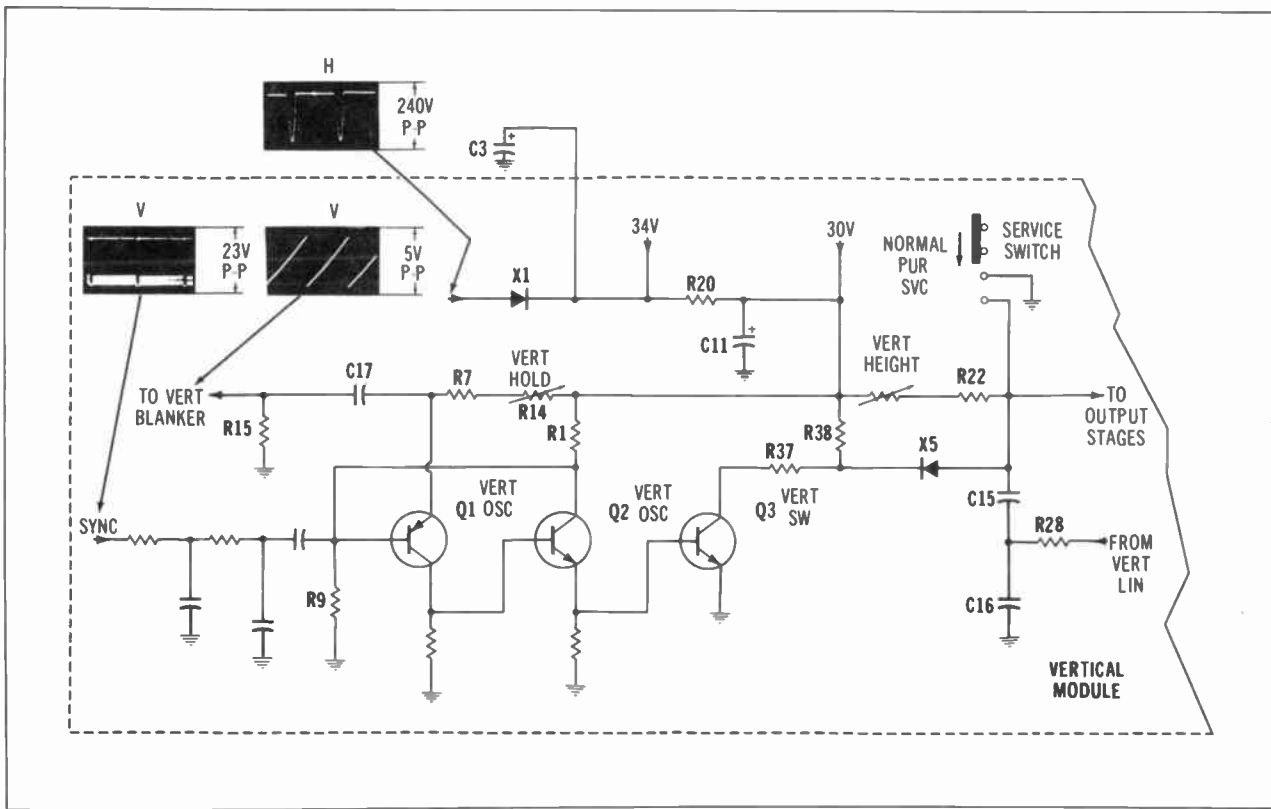 H
240V
P-P
C3
+
V
23V
P-P
V
5V
P-P
34V
30V
NORMAL
PUR
SVC
SERVICE
SWITCH
X1
R20
C11
+
VERT
HEIGHT
R22
TO
OUTPUT
STAGES
TO VERT
BLANKER
C17
R7
VERT
HOLD
R14
R15
R1
R38
R37
X5
SYNC
Q1
VERT
OSC
Q2
VERT
OSC
Q3
VERT
SW
C15
R28
FROM
VERT
LIN
R9
C16
VERTICAL
MODULE